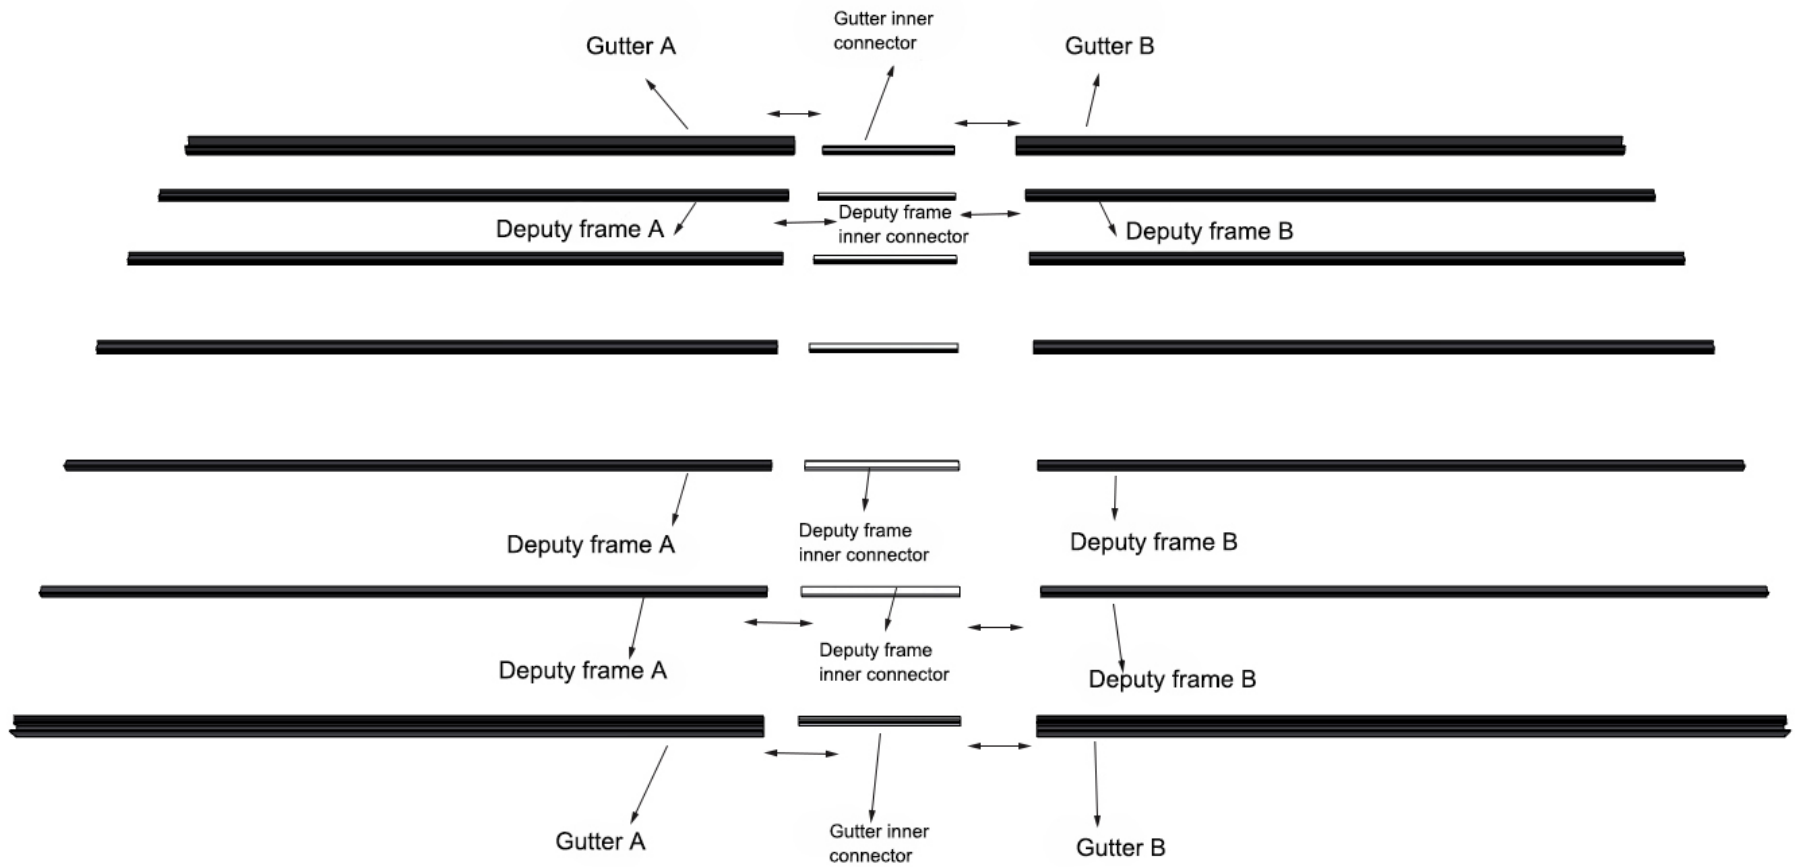 Gutter inner
connector
Gutter A
Gutter B
Deputy frame
inner connector
Deputy frame A
Deputy frame B
Deputy frame
inner connector
Deputy frame A
Deputy frame B
Deputy frame
inner connector
Deputy frame A
Deputy frame B
Gutter inner
connector
Gutter A
Gutter B